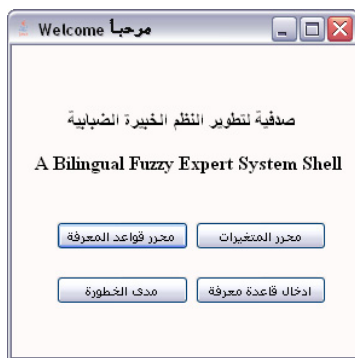 Welcome مرحباً
صدفية لتطوير النظم الخبيرة الضبابية
A Bilingual Fuzzy Expert System Shell
محرر المتغيرات
محرر قواعد المعرفة
ادخال قاعدة معرفة
مدى الخطورة